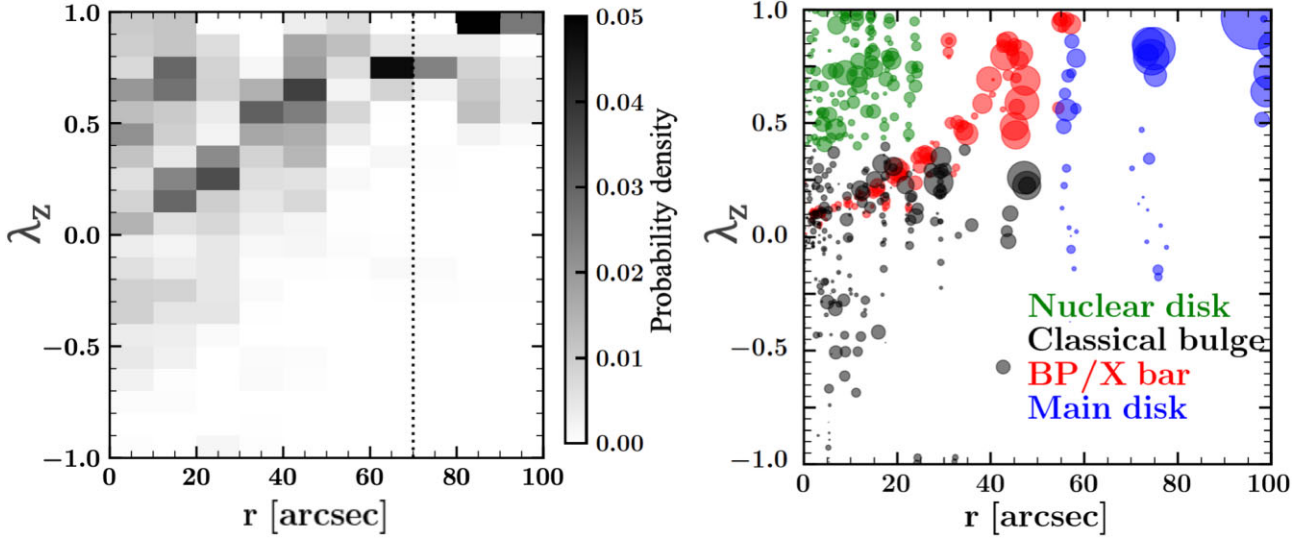 1.0
0.5
0.0
−0.5
−1.0
λz
0 20 40 60 80 100
r [arcsec]
0.05
0.04
0.03
0.02
0.01
0.00
Probability density
1.0
0.5
0.0
−0.5
−1.0
λz
0 20 40 60 80 100
r [arcsec]
Nuclear disk
Classical bulge
BP/X bar
Main disk